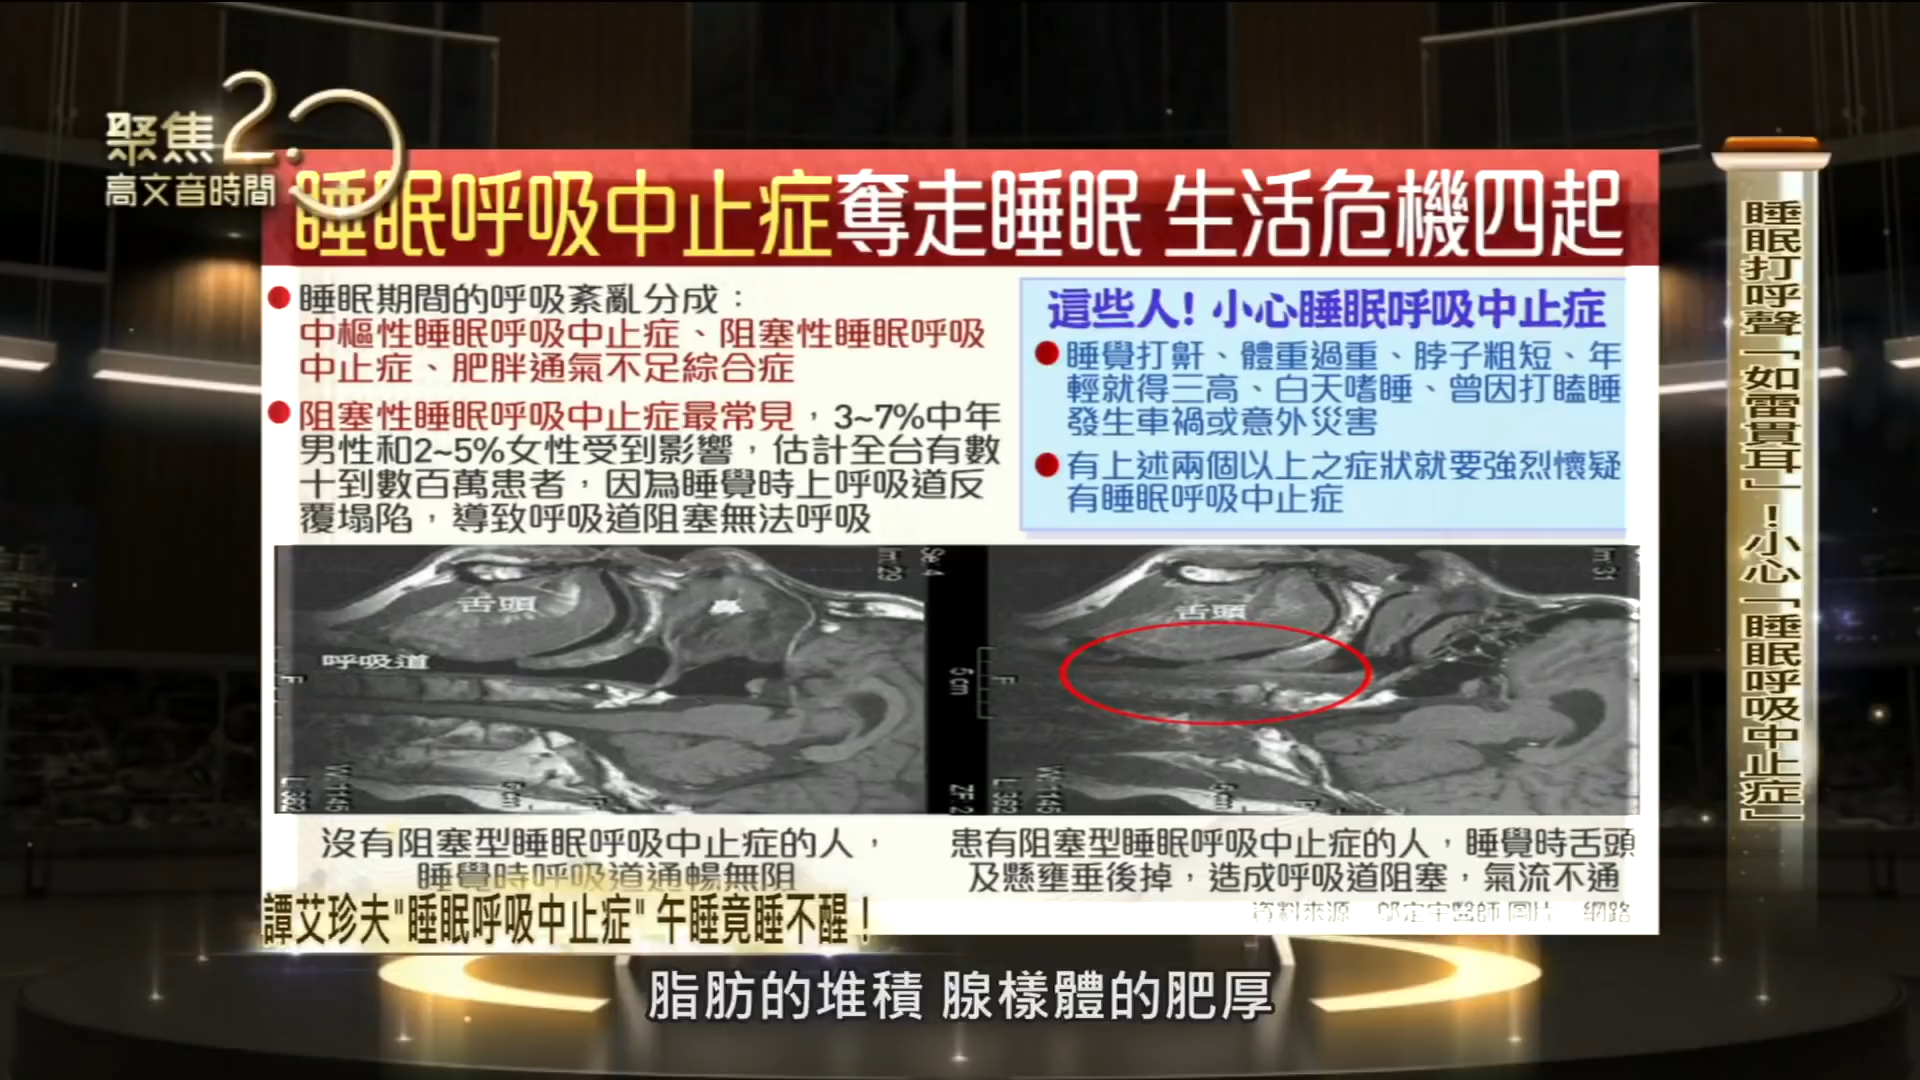 聚焦2.0
高文音時間
睡眠呼吸中止症奪走睡眠 生活危機四起
睡眠期間的呼吸紊亂分成：
中樞性睡眠呼吸中止症、阻塞性睡眠呼吸
中止症、肥胖通氣不足綜合症
阻塞性睡眠呼吸中止症最常見，3~7%中年
男性和2~5%女性受到影響，估計全台有數
十到數百萬患者，因為睡覺時上呼吸道反
覆塌陷，導致呼吸道阻塞無法呼吸
這些人！小心睡眠呼吸中止症
睡覺打鼾、體重過重、脖子粗短、年
輕就得三高、白天嗜睡、曾因打瞌睡
發生車禍或意外災害
有上述兩個以上之症狀就要強烈懷疑
有睡眠呼吸中止症
舌頭
鼻
呼吸道
Se:4
F
L:362
W:1145
5cm
舌頭
5cm
F
L:362
W:1145
沒有阻塞型睡眠呼吸中止症的人，
睡覺時呼吸道通暢無阻
患有阻塞型睡眠呼吸中止症的人，睡覺時舌頭
及懸壅垂後掉，造成呼吸道阻塞，氣流不通
譚艾珍夫"睡眠呼吸中止症" 午睡竟睡不醒！
脂肪的堆積 腺樣體的肥厚
睡眠打呼聲「如雷貫耳」！小心「睡眠呼吸中止症」